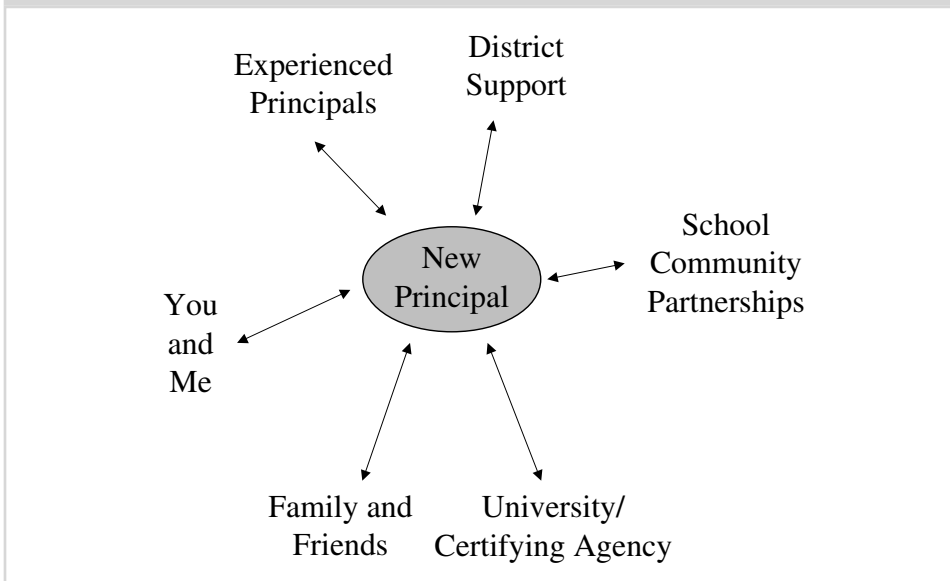 District
Support
Experienced
Principals
School
Community
Partnerships
New
Principal
You
and
Me
Family and
Friends
University/
Certifying Agency